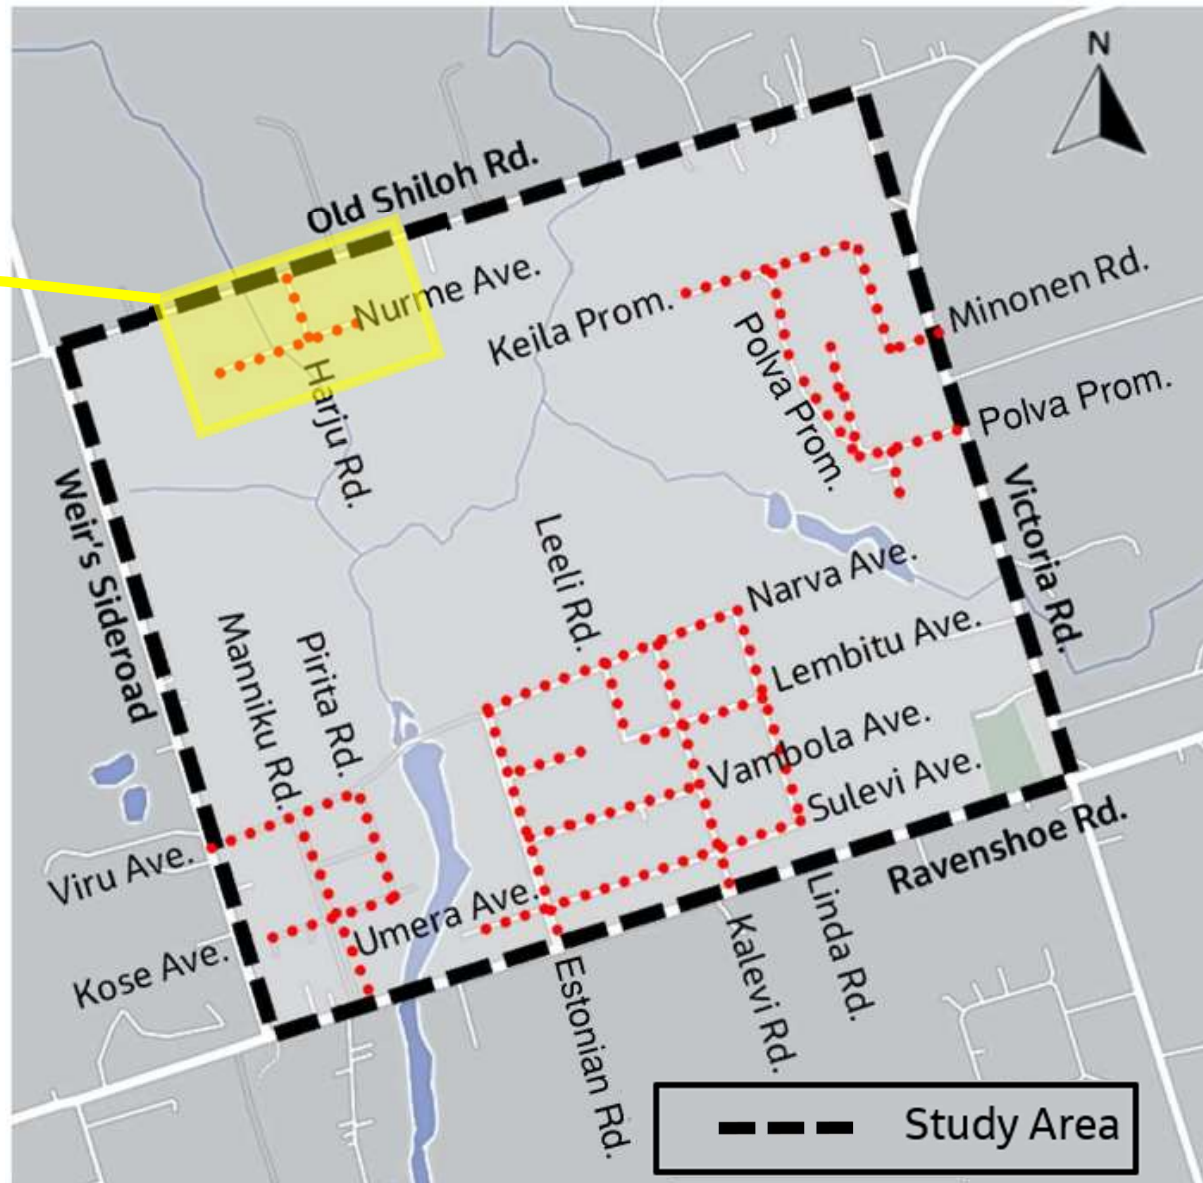 N
Old Shiloh Rd.
Nurme Ave.
Minonen Rd.
Keila Prom.
Polva Prom.
Polva Prom.
Harju Rd.
Weir's Sideroad
Victoria Rd.
Leeli Rd.
Narva Ave.
Lembitu Ave.
Manniku Rd.
Pirita Rd.
Vambola Ave.
Sulevi Ave.
Ravenshoe Rd.
Viru Ave.
Umera Ave.
Kose Ave.
Linda Rd.
Kalevi Rd.
Estonian Rd.
Study Area